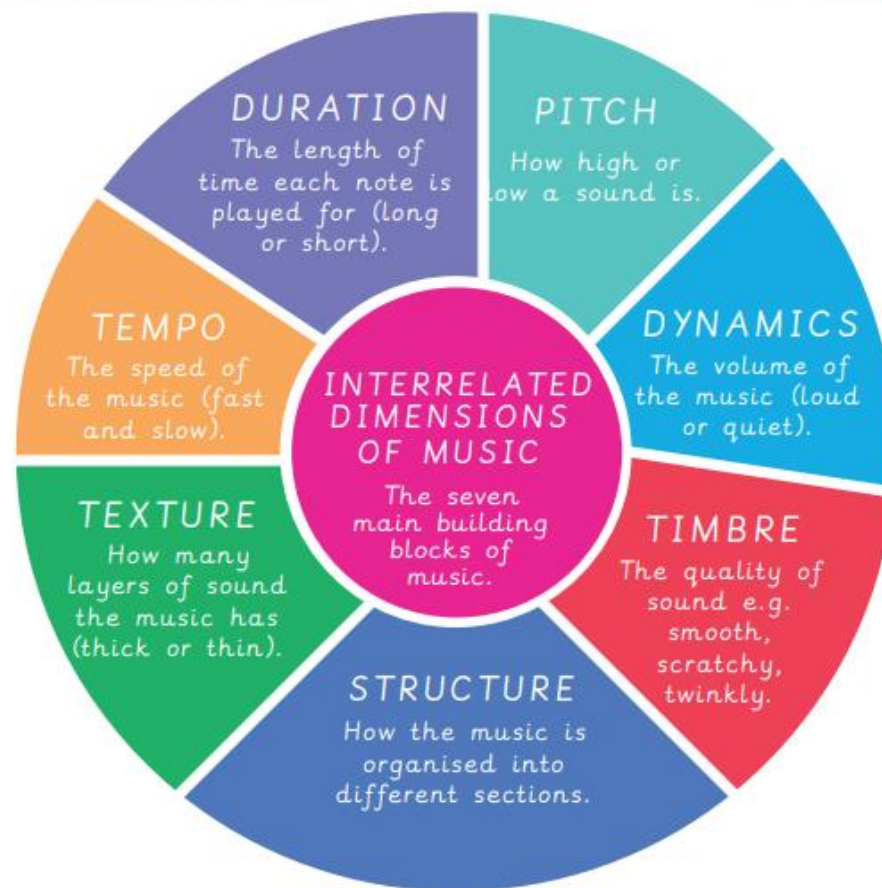 DURATION
The length of
time each note is
played for (long
or short).
PITCH
How high or
low a sound is.
DYNAMICS
The volume of
the music (loud
or quiet).
TIMBRE
The quality of
sound e.g.
smooth,
scratchy,
twinkly.
STRUCTURE
How the music is
organised into
different sections.
TEXTURE
How many
layers of sound
the music has
(thick or thin).
TEMPO
The speed of
the music (fast
and slow).
INTERRELATED
DIMENSIONS
OF MUSIC
The seven
main building
blocks of
music.